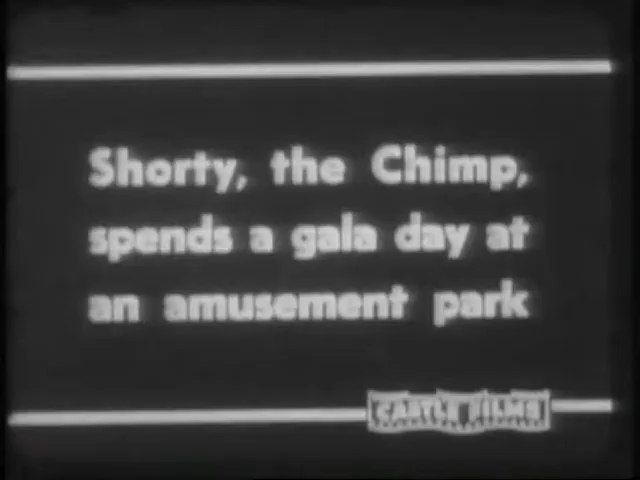 Shorty, the Chimp,
spends a gala day at
an amusement park
CASTLE FILMS